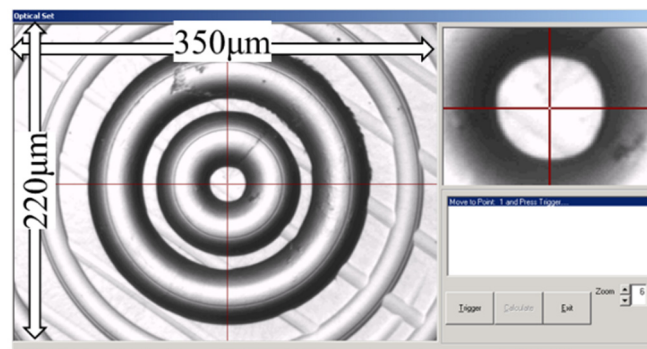 Optical Set
350μm
220μm
Move to Point: 1 and Press Trigger...
Zoom
6
Trigger
Calculate
Exit